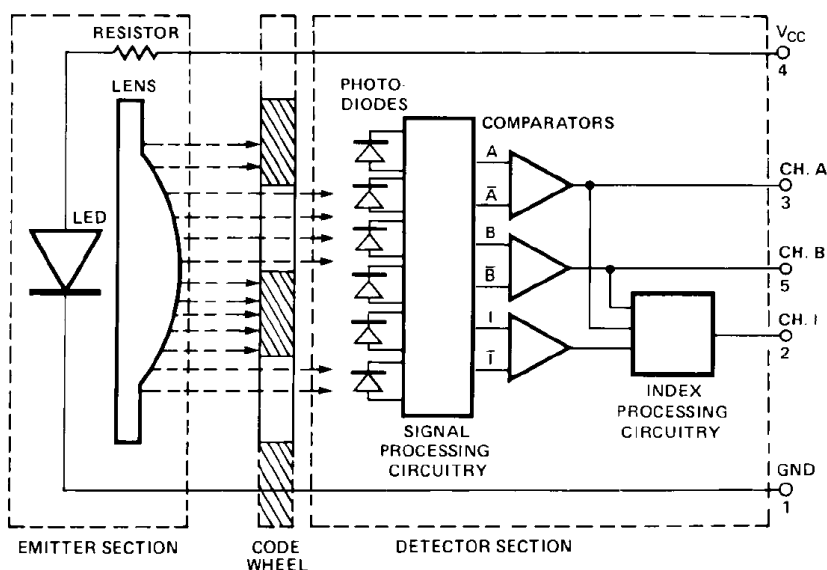 RESISTOR
LENS
LED
PHOTO-
DIODES
COMPARATORS
A
A̅
B
B̅
I
I̅
VCC
4
CH. A
3
CH. B
5
CH. I
2
INDEX
PROCESSING
CIRCUITRY
SIGNAL
PROCESSING
CIRCUITRY
GND
1
EMITTER SECTION
CODE
WHEEL
DETECTOR SECTION